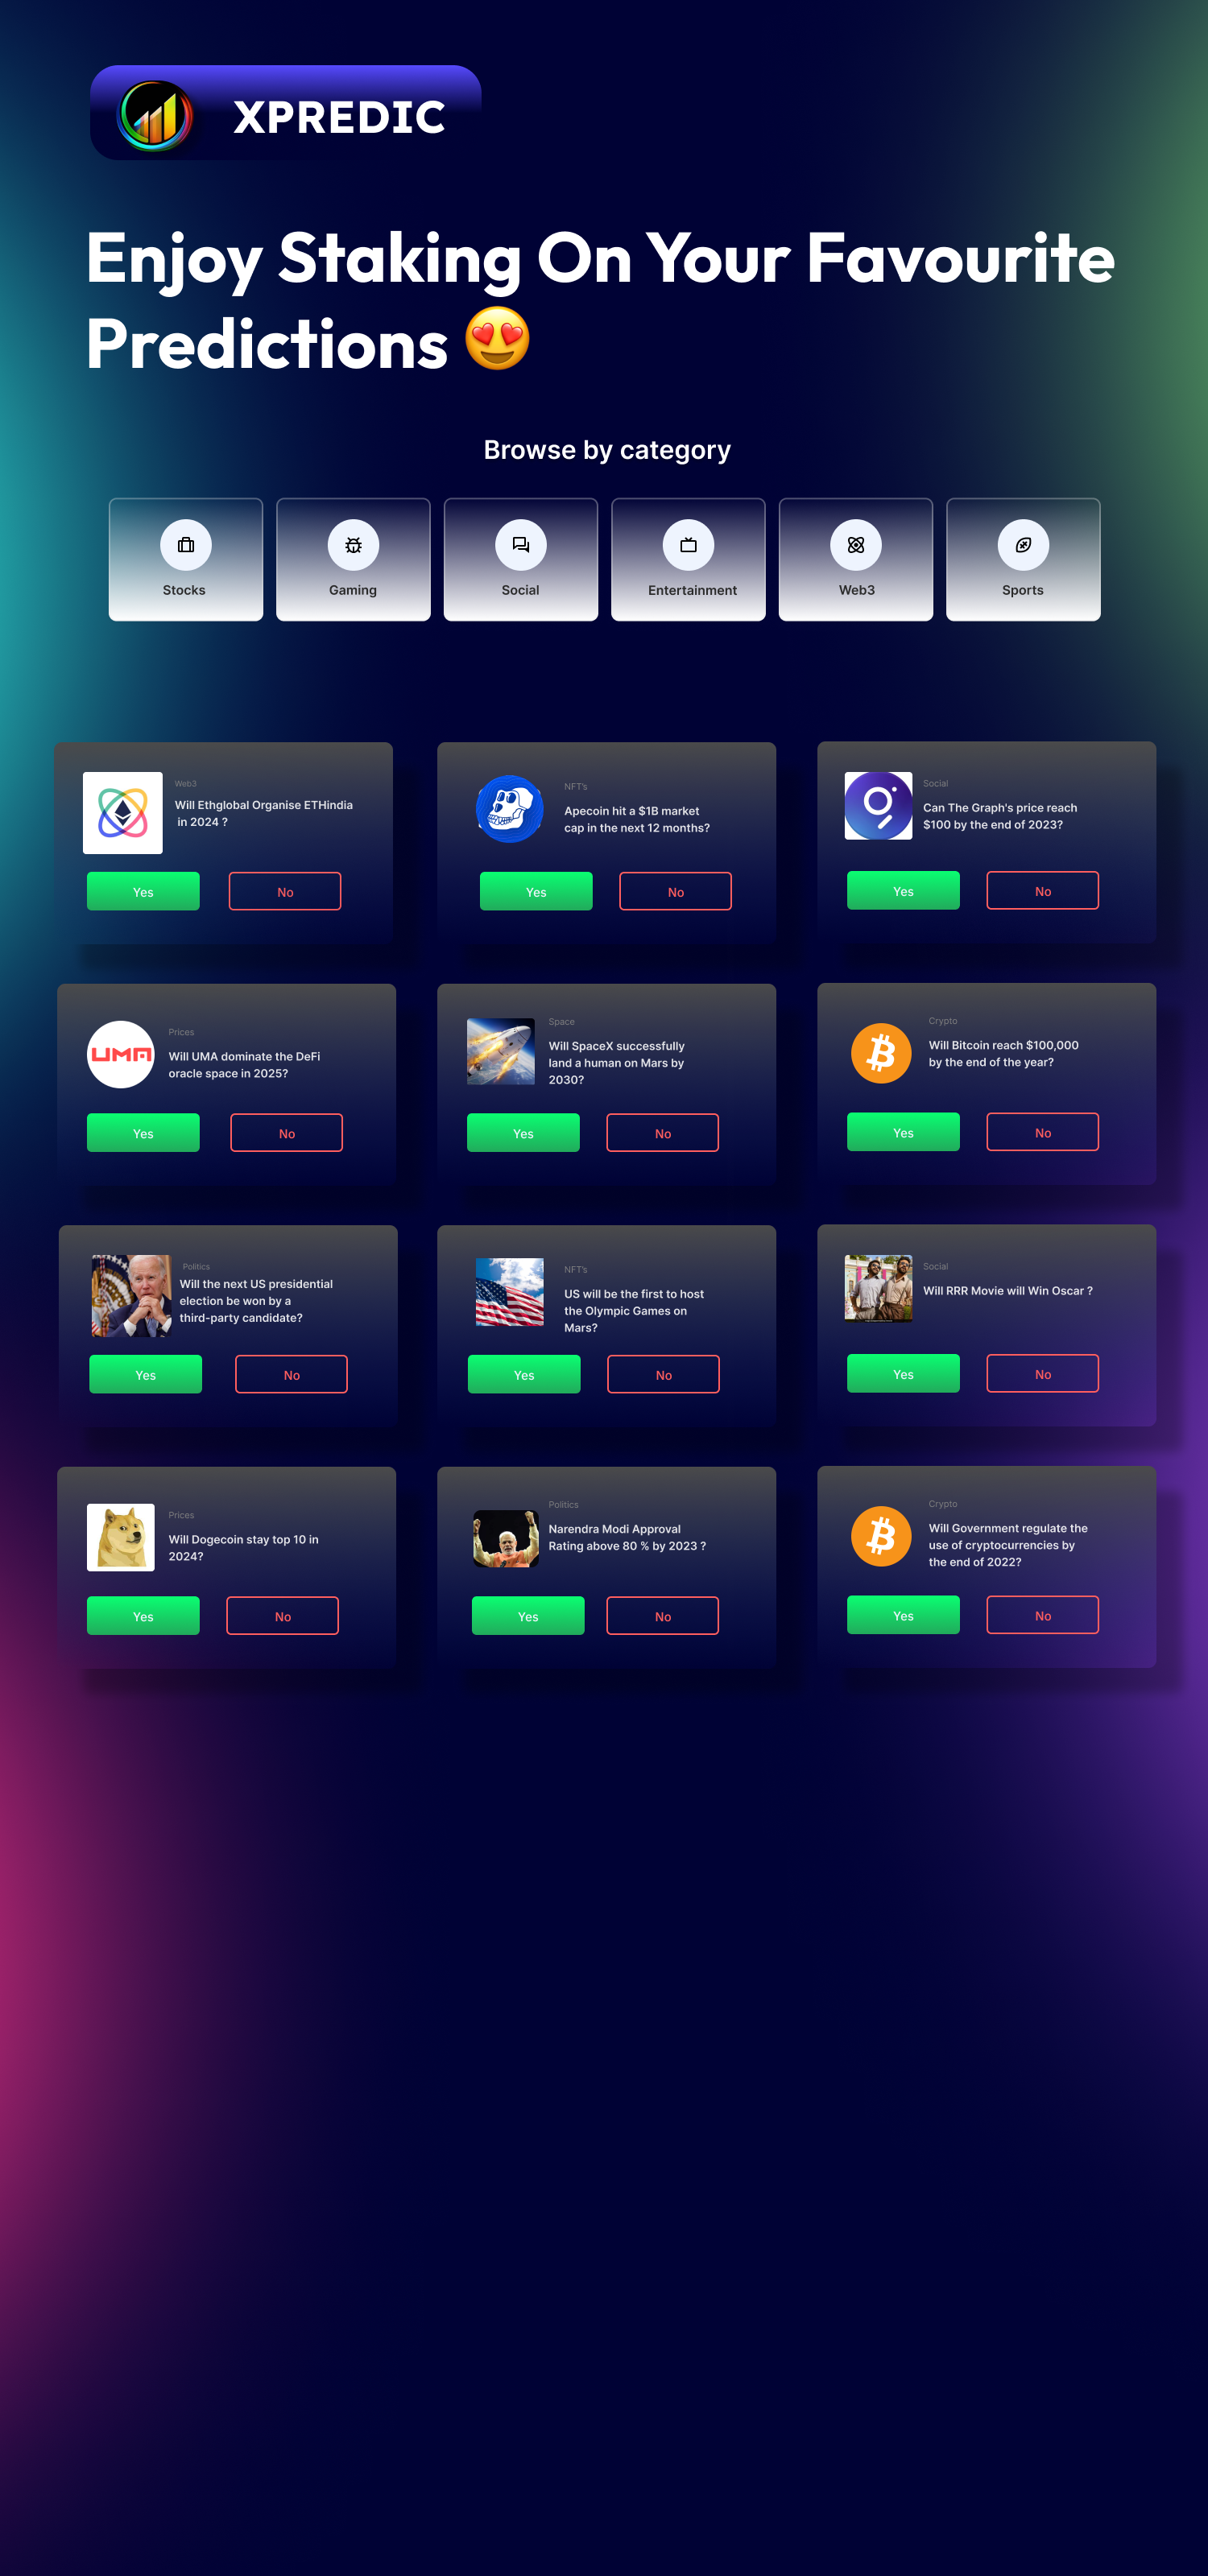 XPREDIC
Enjoy Staking On Your Favourite
Predictions 😍
Browse by category
Stocks
Gaming
Social
Entertainment
Web3
Sports
Web3
Will Ethglobal Organise ETHindia
in 2024 ?
Yes
No
NFT's
Apecoin hit a $1B market
cap in the next 12 months?
Yes
No
Social
Can The Graph's price reach
$100 by the end of 2023?
Yes
No
UMA
Prices
Will UMA dominate the DeFi
oracle space in 2025?
Yes
No
Space
Will SpaceX successfully
land a human on Mars by
2030?
Yes
No
Crypto
Will Bitcoin reach $100,000
by the end of the year?
Yes
No
Politics
Will the next US presidential
election be won by a
third-party candidate?
Yes
No
NFT's
US will be the first to host
the Olympic Games on
Mars?
Yes
No
Social
Will RRR Movie will Win Oscar ?
Yes
No
Prices
Will Dogecoin stay top 10 in
2024?
Yes
No
Politics
Narendra Modi Approval
Rating above 80 % by 2023 ?
Yes
No
Crypto
Will Government regulate the
use of cryptocurrencies by
the end of 2022?
Yes
No